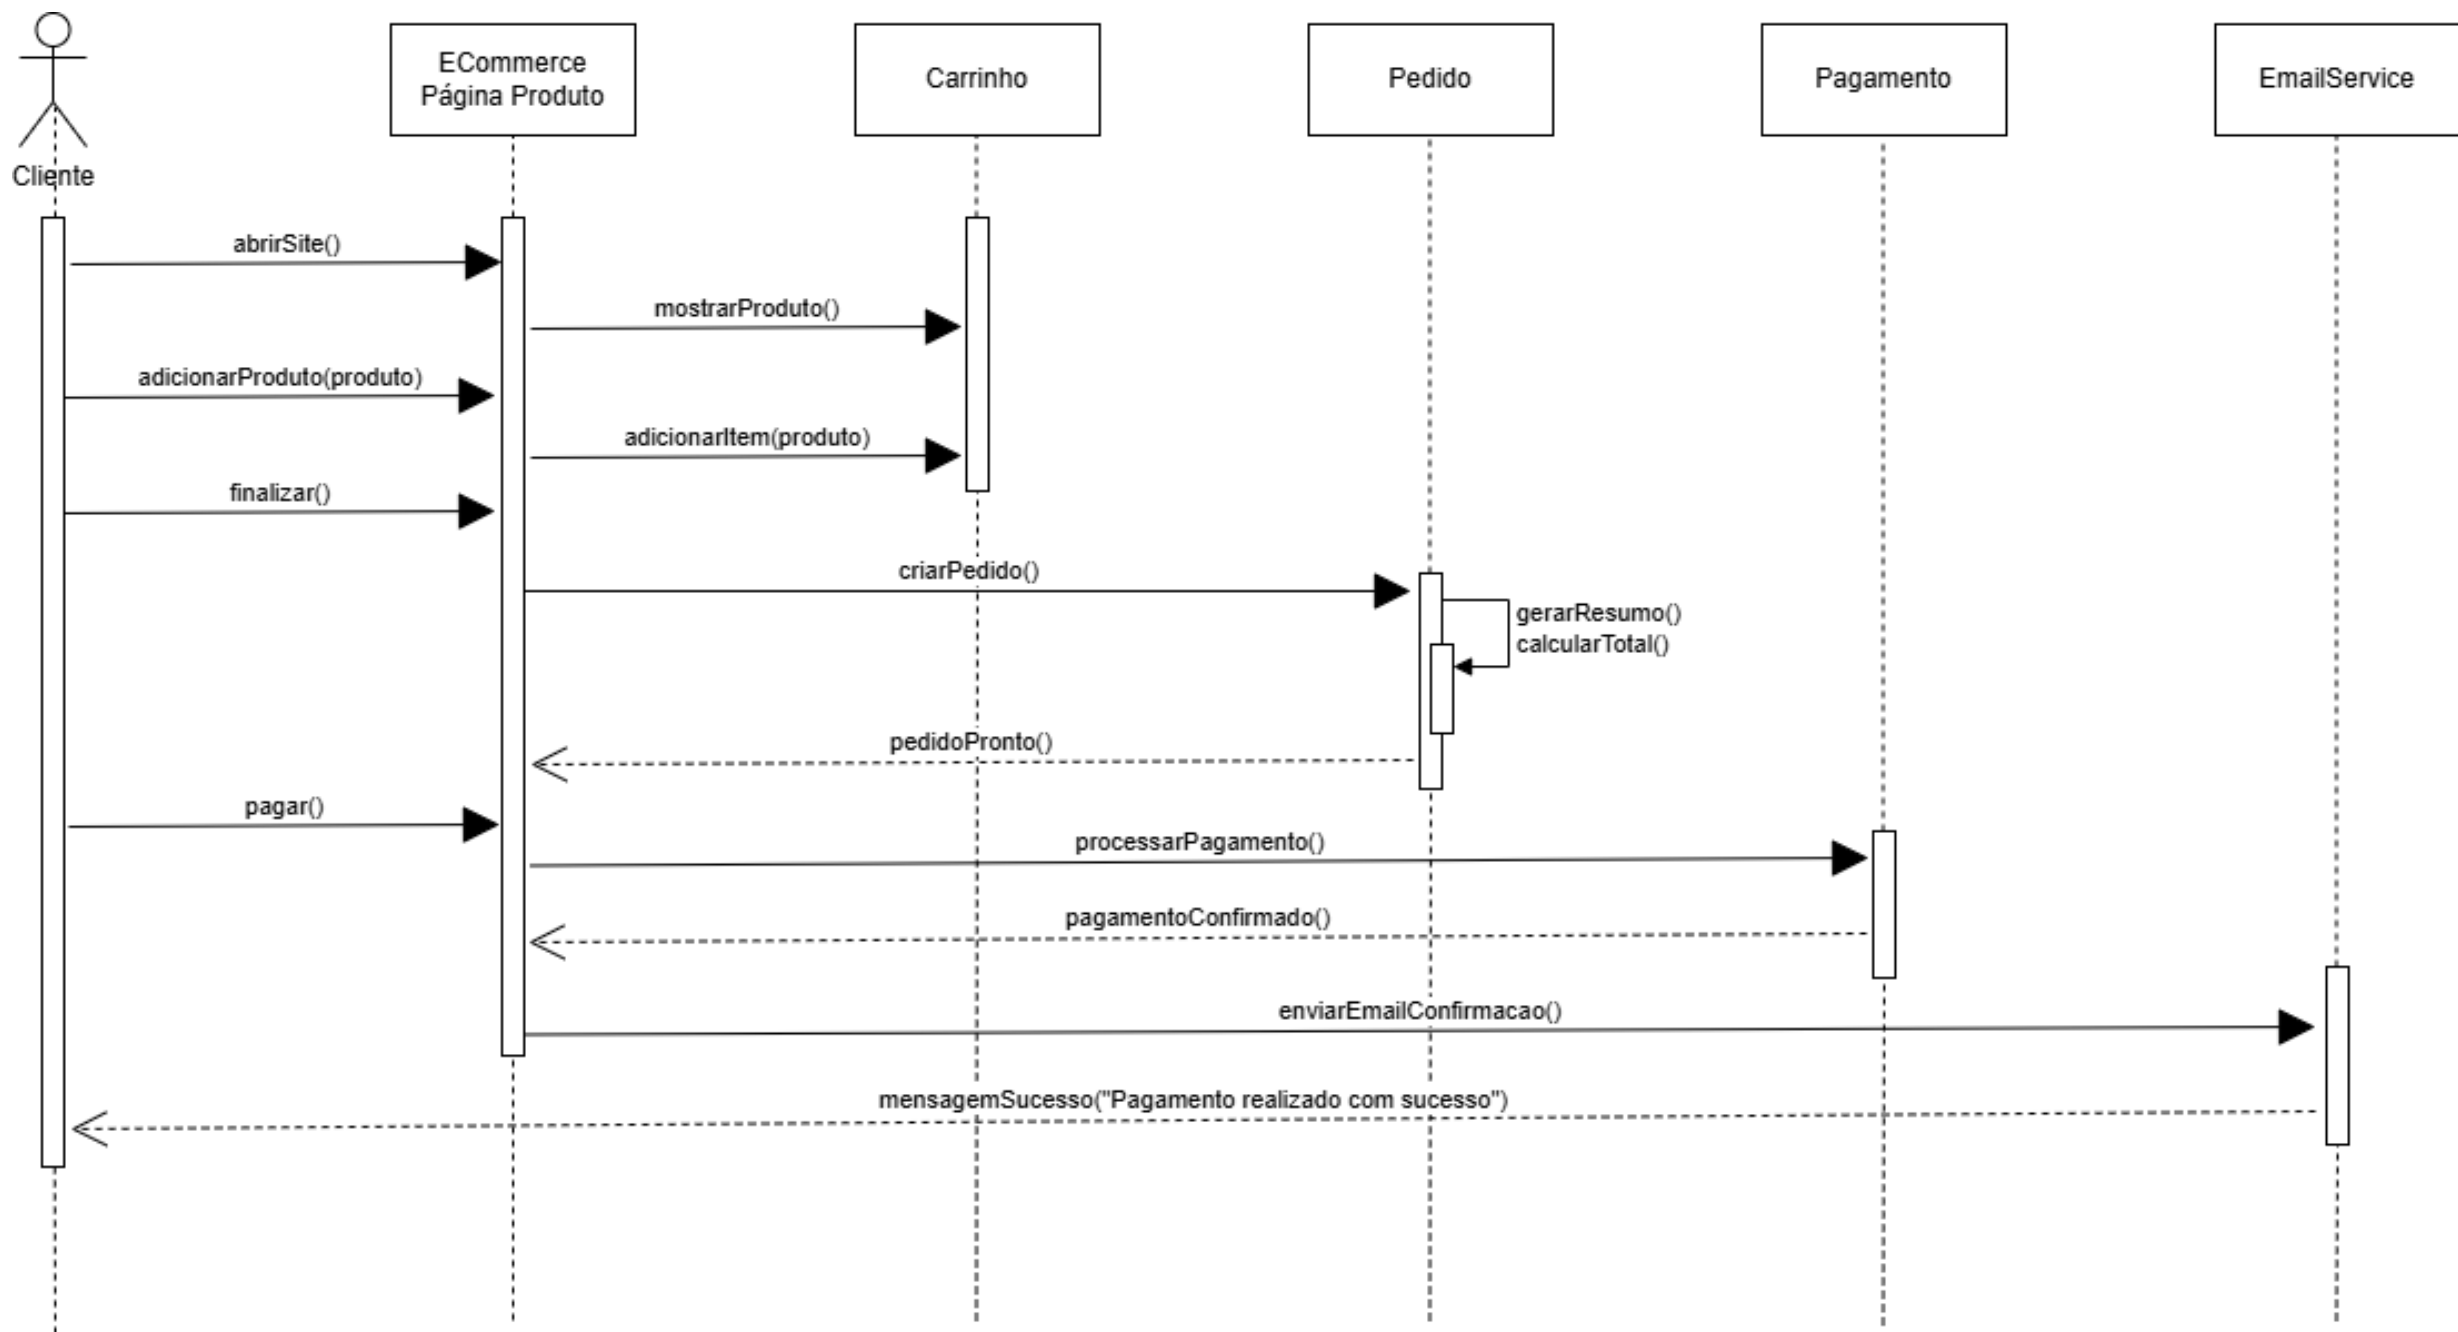 ECommerce
Página Produto
Carrinho
Pedido
Pagamento
EmailService
Cliente
abrirSite()
mostrarProduto()
adicionarProduto(produto)
adicionarItem(produto)
finalizar()
criarPedido()
gerarResumo()
calcularTotal()
pedidoPronto()
pagar()
processarPagamento()
pagamentoConfirmado()
enviarEmailConfirmacao()
mensagemSucesso("Pagamento realizado com sucesso")